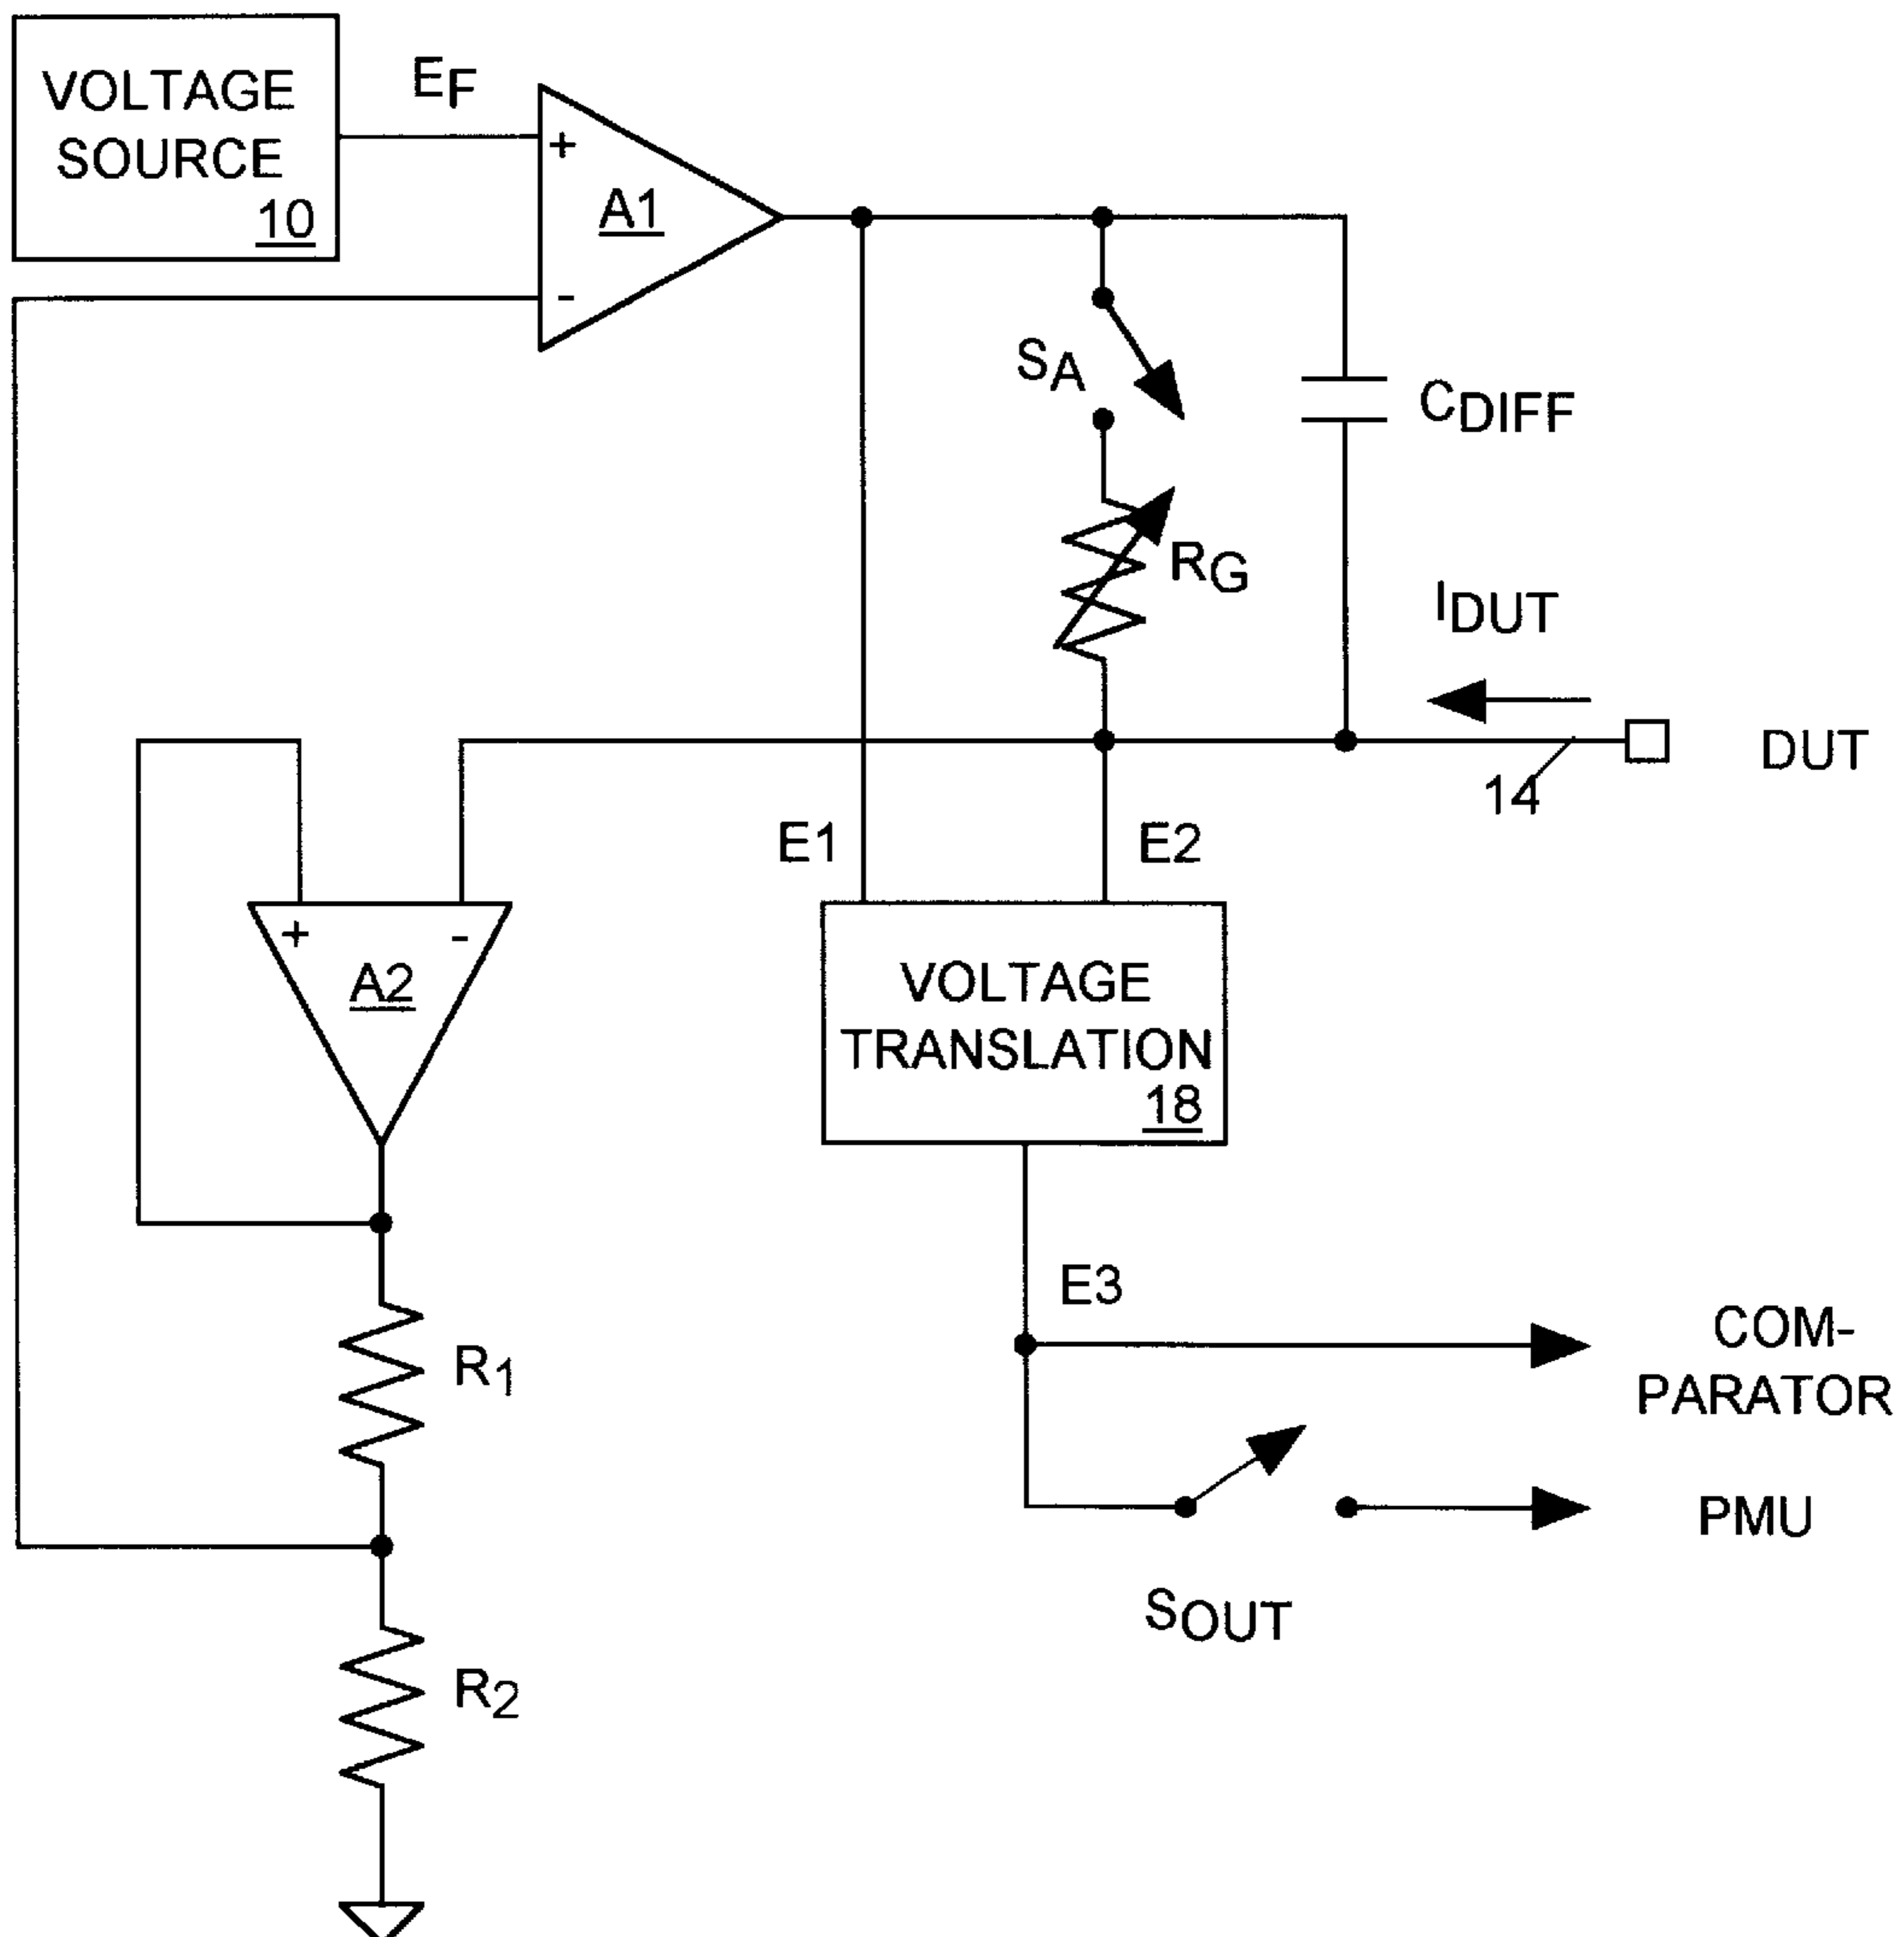 VOLTAGE
SOURCE
10
EF
+
A1
-
SA
CDIFF
RG
IDUT
DUT
14
E1
E2
+
-
A2
VOLTAGE
TRANSLATION
18
E3
R1
COM-
PARATOR
PMU
SOUT
R2